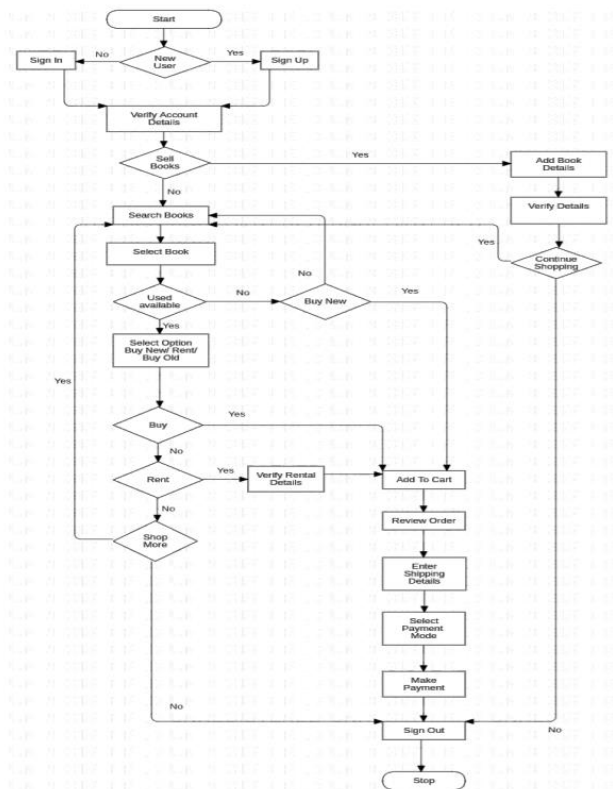 Start
No
New
User
Yes
Sign In
Sign Up
Verify Account
Details
Sell
Books
Yes
Add Book
Details
No
Verify Details
Search Books
Yes
Continue
Shopping
Select Book
No
Used
available
No
Buy New
Yes
Yes
Select Option
Buy New/ Rent/
Buy Old
Yes
Buy
Yes
No
Rent
Yes
Verify Rental
Details
Add To Cart
No
Shop
More
Review Order
Enter
Shipping
Details
Select
Payment
Mode
Make
Payment
No
Sign Out
No
Stop